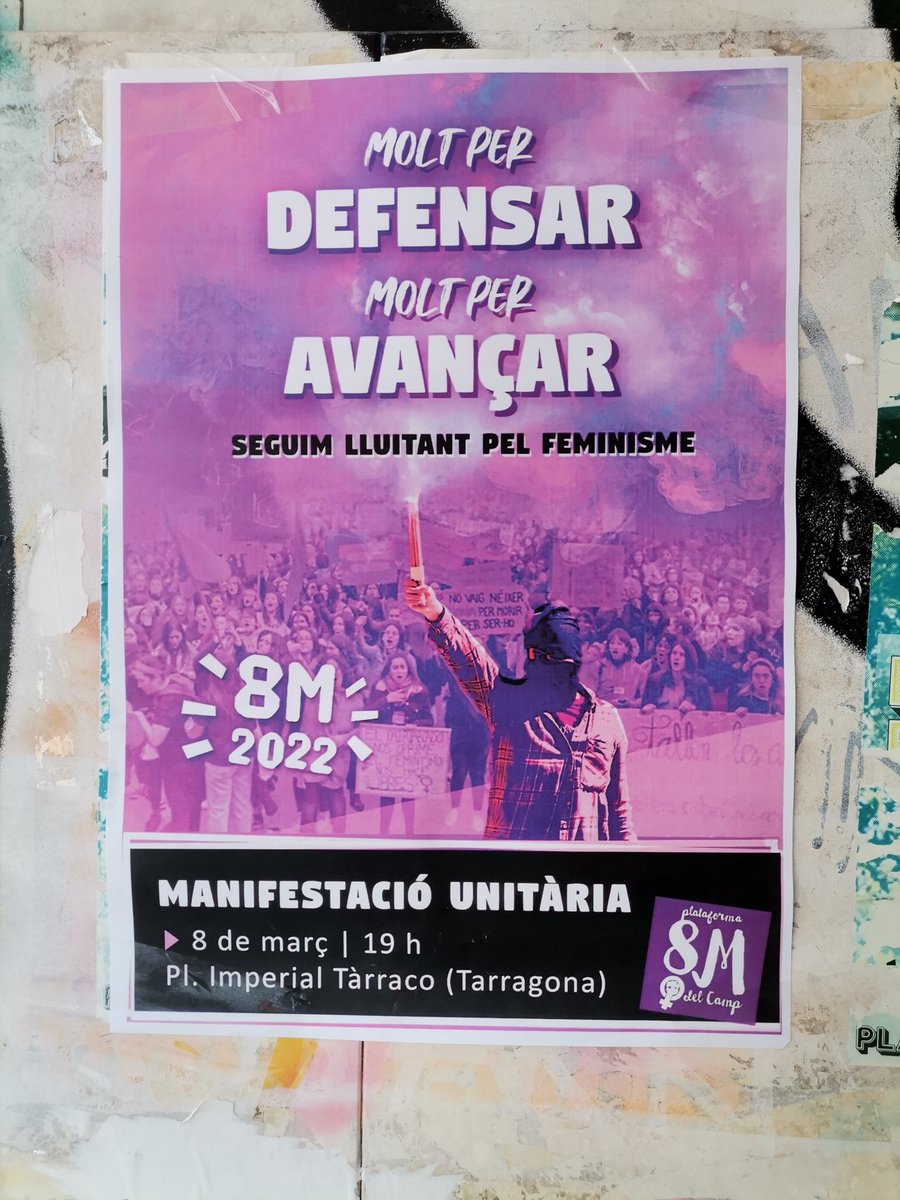 MOLT PER
DEFENSAR
MOLT PER
AVANÇAR
SEGUIM LLUITANT PEL FEMINISME
NO VAIG NÉIXER
PER MORIR
PER SER-HO
8M
2022
MANIFESTACIÓ UNITÀRIA
8 de març | 19 h
Pl. Imperial Tàrraco (Tarragona)
plataforma
8M
del Camp